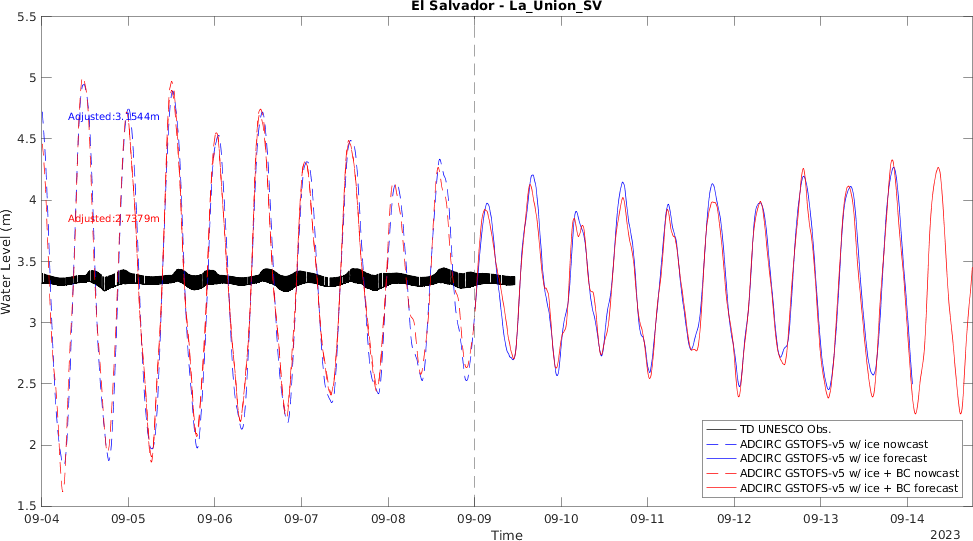 El Salvador - La_Union_SV
5.5
5
4.5
4
3.5
3
2.5
2
1.5
Water Level (m)
Adjusted:3.1544m
Adjusted:2.7379m
TD UNESCO Obs.
ADCIRC GSTOFS-v5 w/ ice nowcast
ADCIRC GSTOFS-v5 w/ ice forecast
ADCIRC GSTOFS-v5 w/ ice + BC nowcast
ADCIRC GSTOFS-v5 w/ ice + BC forecast
09-04 09-05 09-06 09-07 09-08 09-09 09-10 09-11 09-12 09-13 09-14
Time
2023